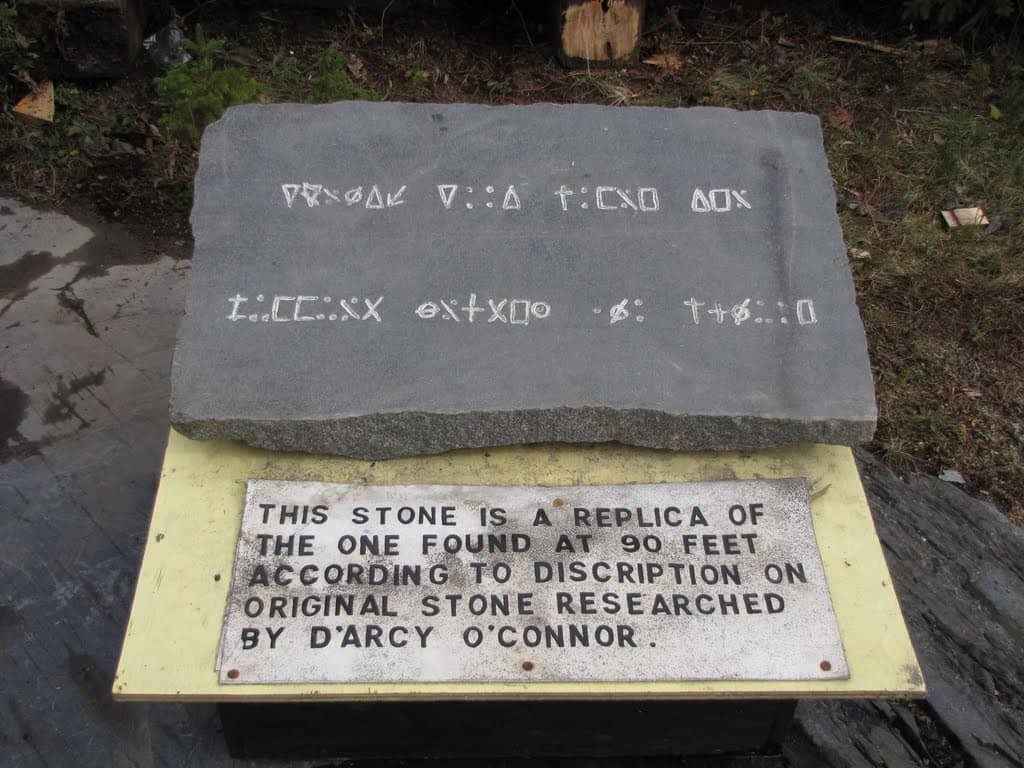 THIS STONE IS A REPLICA OF
THE ONE FOUND AT 90 FEET
ACCORDING TO DISCRIPTION ON
ORIGINAL STONE RESEARCHED
BY D'ARCY O'CONNOR.